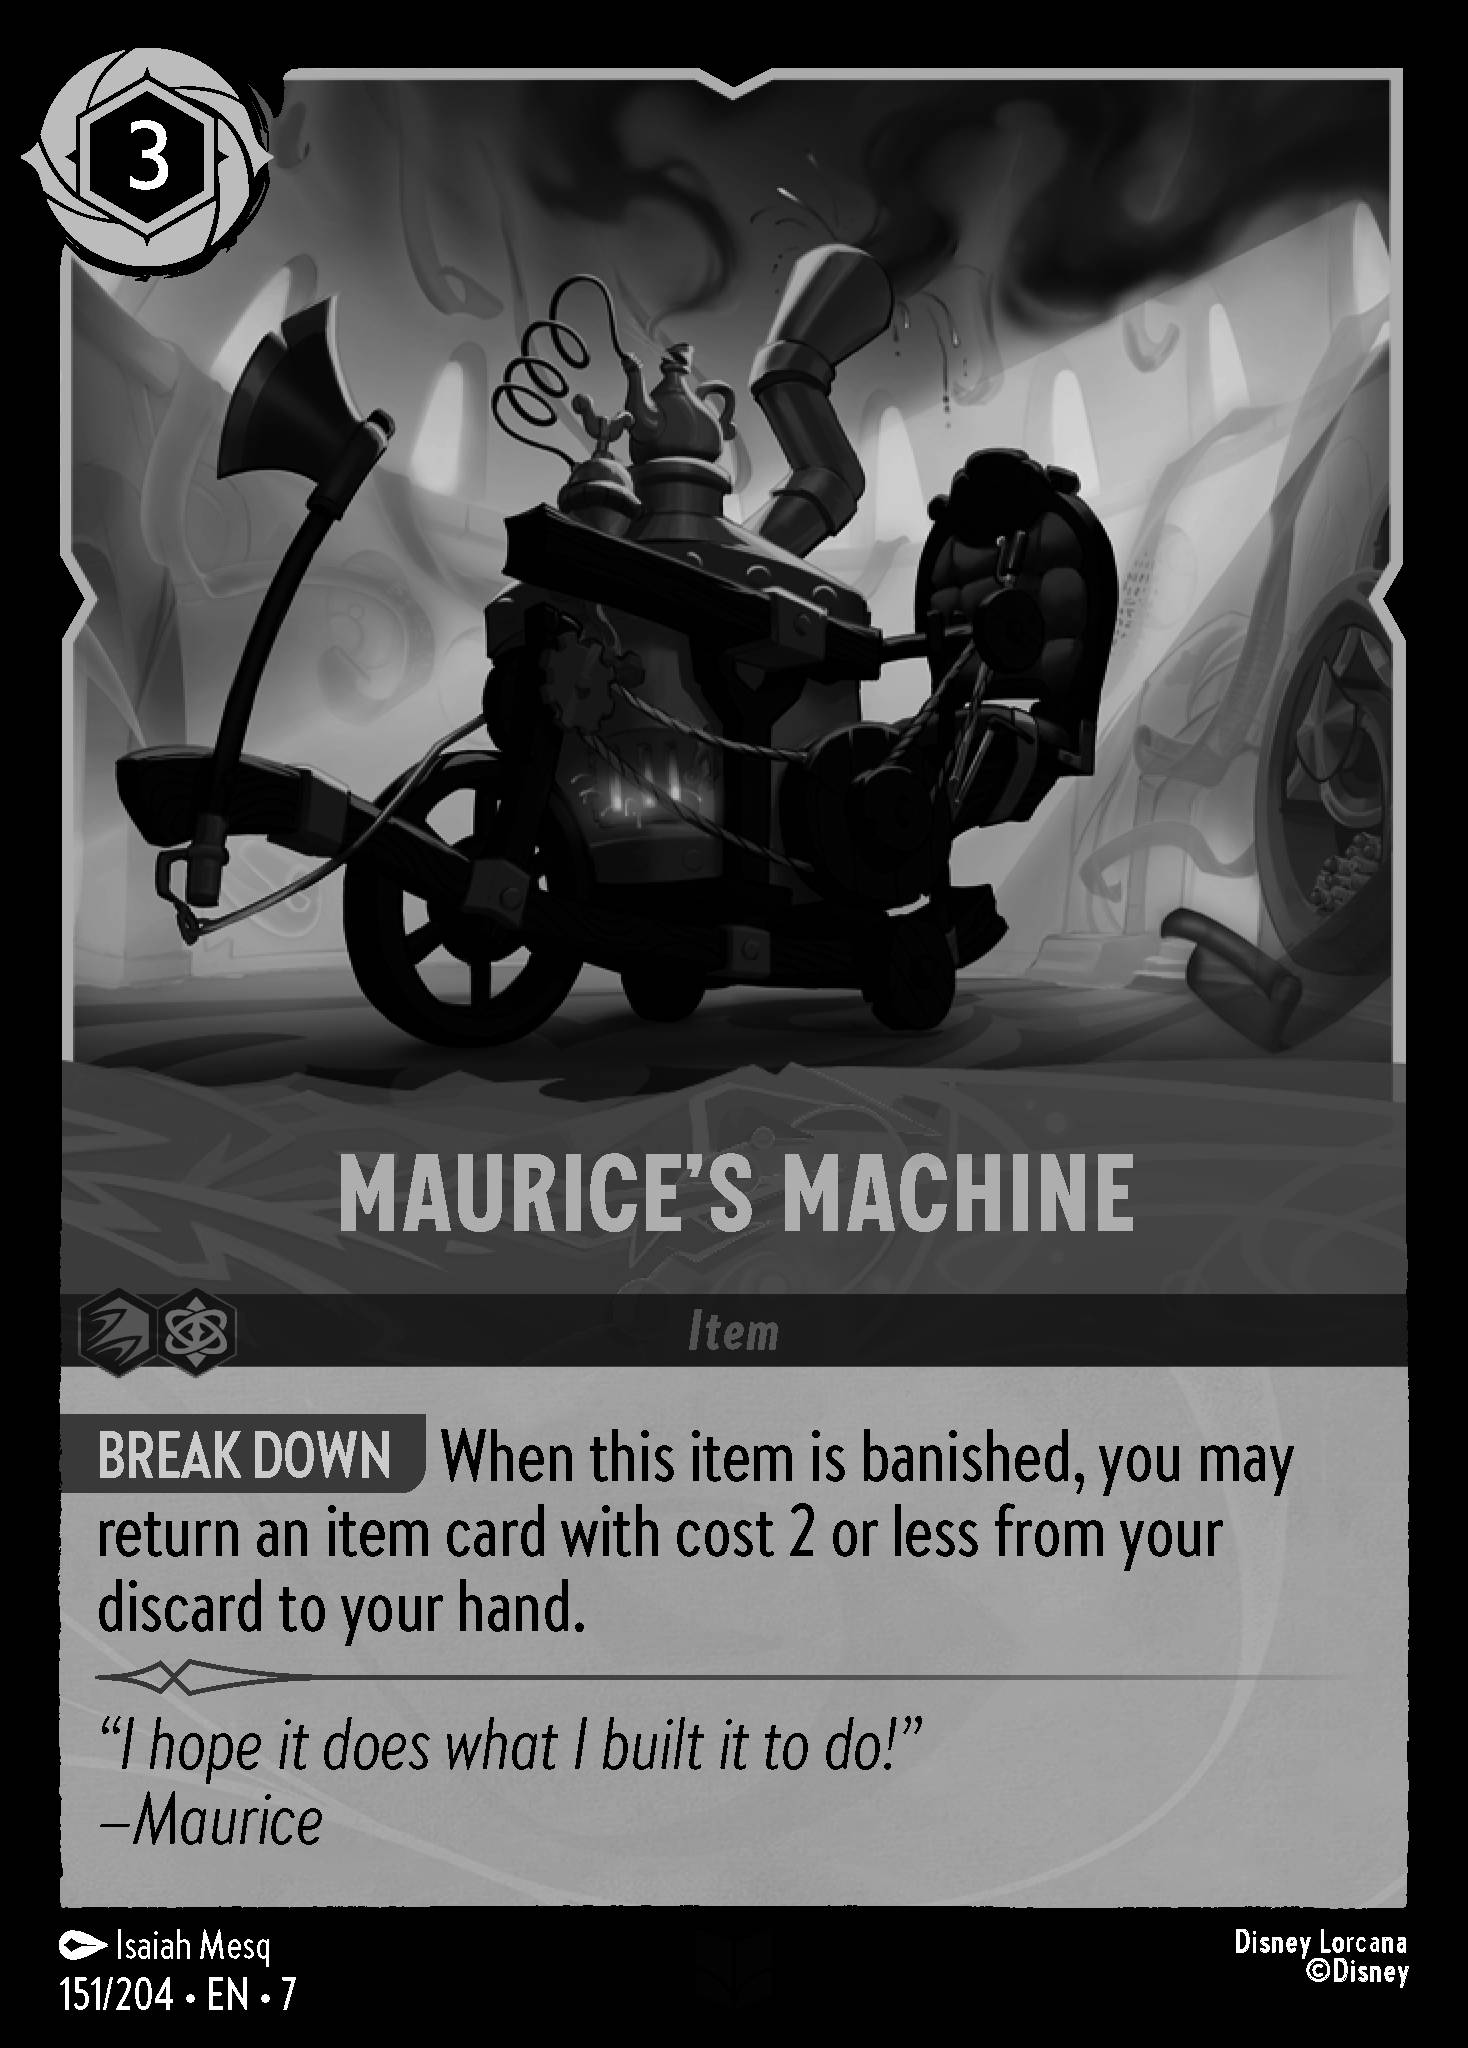 3
MAURICE’S MACHINE
Item
BREAK DOWN When this item is banished, you may
return an item card with cost 2 or less from your
discard to your hand.
“I hope it does what I built it to do!”
–Maurice
Isaiah Mesq
151/204 • EN • 7
Disney Lorcana
©Disney